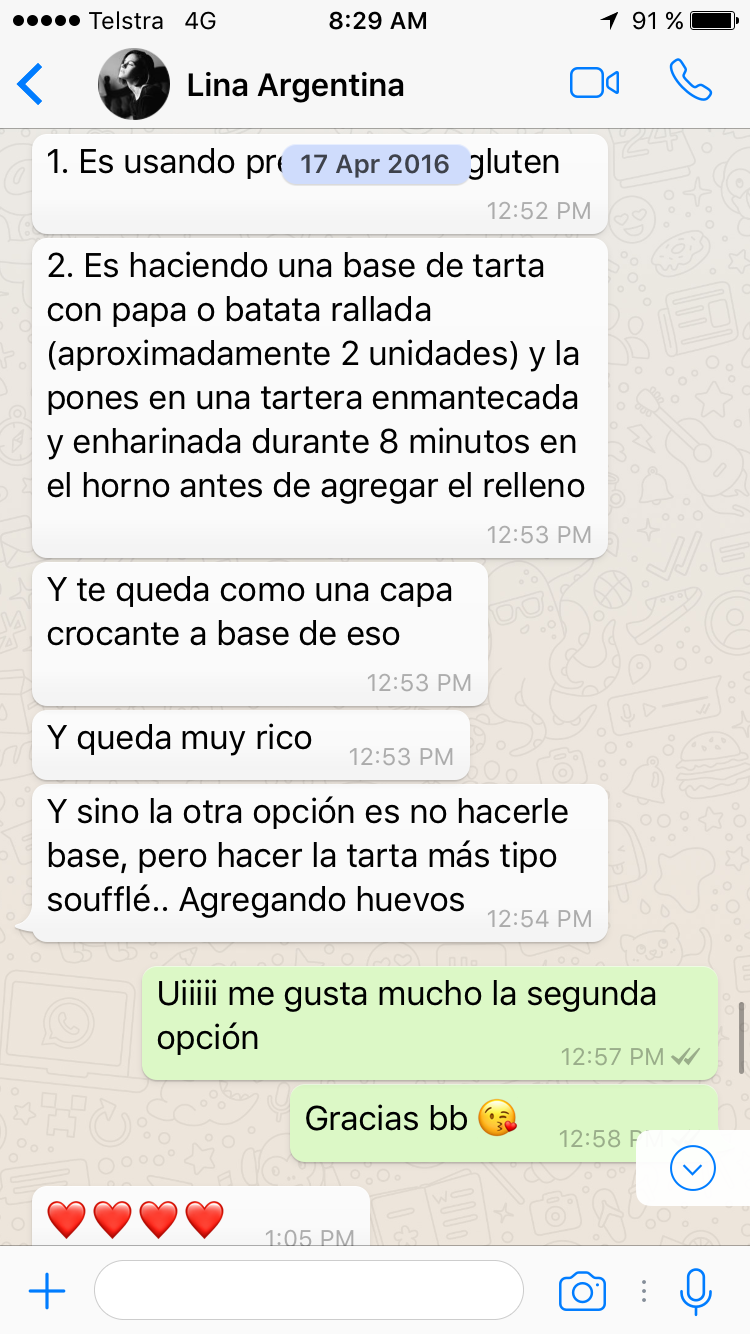 Telstra 4G 8:29 AM 91 %
Lina Argentina
17 Apr 2016
1. Es usando gluten
12:52 PM
2. Es haciendo una base de tarta
con papa o batata rallada
(aproximadamente 2 unidades) y la
pones en una tartera enmantecada
y enharinada durante 8 minutos en
el horno antes de agregar el relleno
12:53 PM
Y te queda como una capa
crocante a base de eso
12:53 PM
Y queda muy rico
12:53 PM
Y sino la otra opción es no hacerle
base, pero hacer la tarta más tipo
soufflé.. Agregando huevos
12:54 PM
Uiiiii me gusta mucho la segunda
opción
12:57 PM
Gracias bb 😘
12:58 PM
❤️❤️❤️❤️
1:05 PM